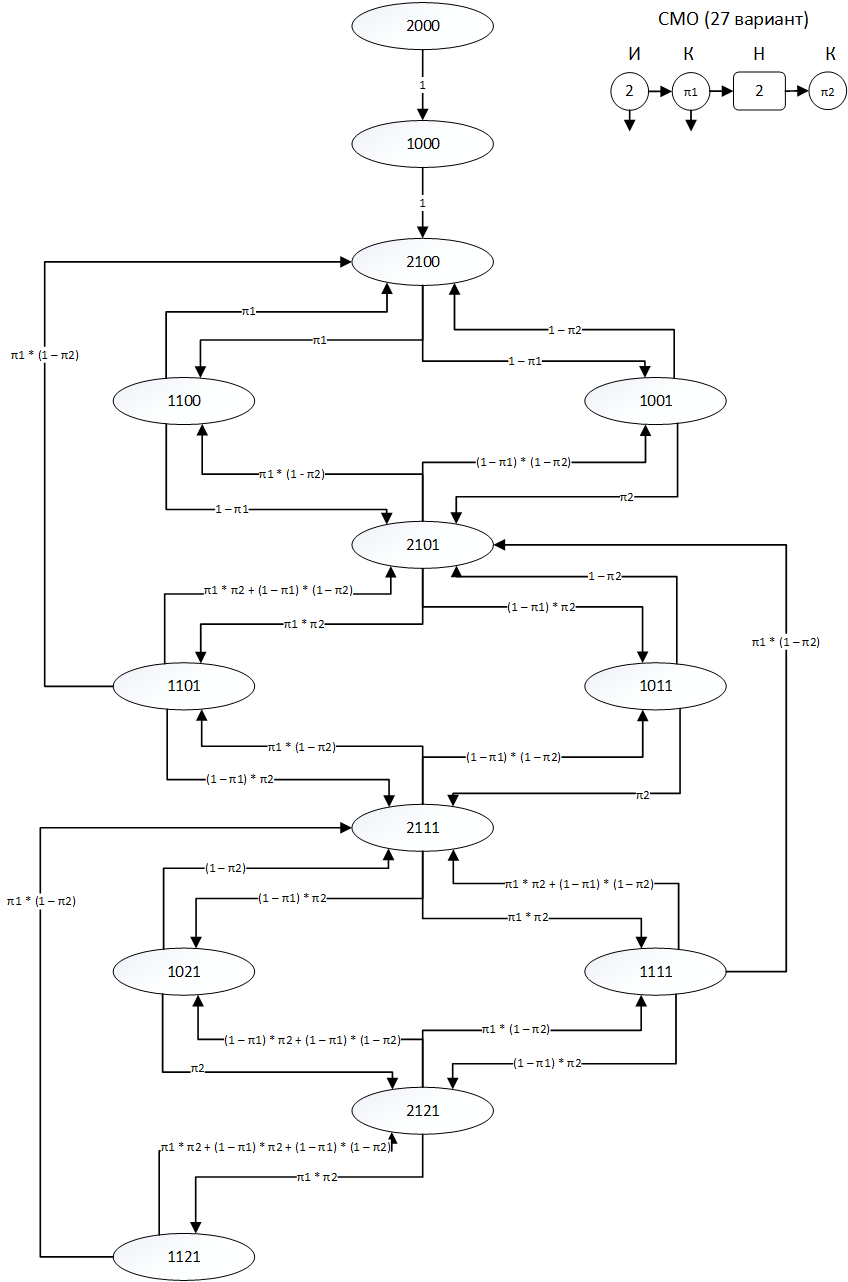 2000
СМО (27 вариант)
И К Н К
2 π1 2 π2
1
1000
1
2100
π1
π1
1 – π2
1 – π1
π1 * (1 – π2)
1100
1001
(1 – π1) * (1 – π2)
π1 * (1 - π2)
π2
1 – π1
2101
1 – π2
π1 * π2 + (1 – π1) * (1 – π2)
(1 – π1) * π2
π1 * π2
π1 * (1 – π2)
1101
1011
π1 * (1 – π2)
(1 – π1) * (1 – π2)
(1 – π1) * π2
π2
2111
(1 – π2)
π1 * π2 + (1 – π1) * (1 – π2)
(1 – π1) * π2
π1 * (1 – π2)
π1 * π2
1021
1111
π1 * (1 – π2)
(1 – π1) * π2 + (1 – π1) * (1 – π2)
(1 – π1) * π2
π2
2121
π1 * π2 + (1 – π1) * π2 + (1 – π1) * (1 – π2)
π1 * π2
1121